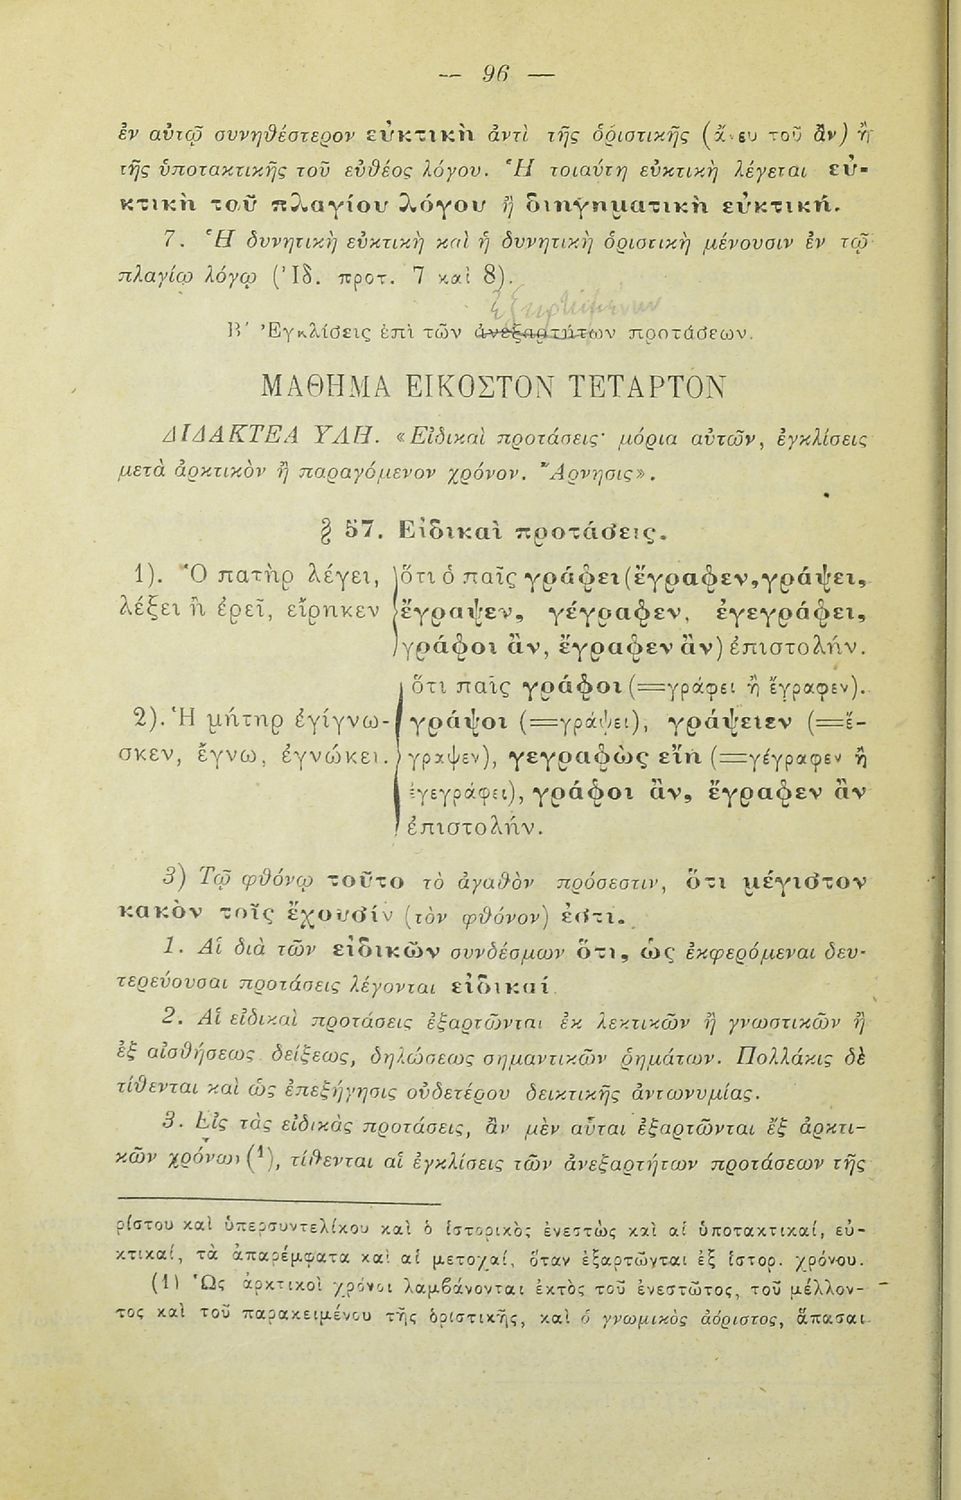 — 96 —
ἐν αὐτῷ συνηθέστερον εὐκτικὴ ἀντὶ τῆς ὁριστικῆς (ἄνευ τοῦ ἂν) ἢ
τῆς ὑποτακτικῆς τοῦ εὐθέος λόγου. Ἡ τοιαύτη εὐκτικὴ λέγεται εὐ-
κτικὴ τοῦ πλαγίου λόγου ἢ διηγηματικὴ εὐκτική.
7. Ἡ δυνητικὴ εὐκτικὴ καὶ ἡ δυνητικὴ ὁριστικὴ μένουσιν ἐν τῷ
πλαγίῳ λόγῳ (Ἰδ. προτ. 7 καὶ 8).
ἐξηρτημένων
Β′ Ἐγκλίσεις ἐπὶ τῶν ἀνεξαρτήτων προτάσεων.
ΜΑΘΗΜΑ ΕΙΚΟΣΤΟΝ ΤΕΤΑΡΤΟΝ
ΔΙΔΑΚΤΕΑ ΥΛΗ. «Εἰδικαὶ προτάσεις· μόρια αὐτῶν, ἐγκλίσεις
μετὰ ἀρκτικὸν ἢ παραγόμενον χρόνον. Ἄρνησις».
§ 57. Εἰδικαὶ προτάσεις.
1). Ὁ πατὴρ λέγει, ὅτι ὁ παῖς γράφει (ἔγραφεν, γράψει,
λέξει ἢ ἐρεῖ, εἴρηκεν ἔγραψεν, γέγραφεν, ἐγεγράφει,
γράφοι ἂν, ἔγραφεν ἂν) ἐπιστολήν.
ὅτι παῖς γράφοι (=γράφει ἢ ἔγραφεν).
2). Ἡ μήτηρ ἐγίγνω- γράψοι (=γράψει), γράψειεν (=ἔ-
σκεν, ἔγνω, ἐγνώκει. γραψεν), γεγραφὼς εἴη (=γέγραφεν ἢ
ἐγεγράφει), γράφοι ἂν, ἔγραφεν ἂν
ἐπιστολήν.
3) Τῷ φθόνῳ τοῦτο τὸ ἀγαθὸν πρόσεστιν, ὅτι μέγιστον
κακὸν τοῖς ἔχουσίν (τὸν φθόνον) ἐστι.
1. Αἱ διὰ τῶν εἰδικῶν συνδέσμων ὅτι, ὡς ἐκφερόμεναι δευ-
τερεύουσαι προτάσεις λέγονται εἰδικαί.
2. Αἱ εἰδικαὶ προτάσεις ἐξαρτῶνται ἐκ λεκτικῶν ἢ γνωστικῶν ἢ
ἐξ αἰσθήσεως δείξεως, δηλώσεως σημαντικῶν ῥημάτων. Πολλάκις δὲ
τίθενται καὶ ὡς ἐπεξήγησις οὐδετέρου δεικτικῆς ἀντωνυμίας.
3. Εἰς τὰς εἰδικὰς προτάσεις, ἂν μὲν αὗται ἐξαρτῶνται ἐξ ἀρκτι-
κῶν χρόνων (1), τίθενται αἱ ἐγκλίσεις τῶν ἀνεξαρτήτων προτάσεων τῆς
ρίστου καὶ ὑπερσυντελίκου καὶ ὁ ἱστορικὸς ἐνεστὼς καὶ αἱ ὑποτακτικαί, εὐ-
κτικαί, τὰ ἀπαρέμφατα καὶ αἱ μετοχαί, ὅταν ἐξαρτῶνται ἐξ ἱστορ. χρόνου.
(1) Ὡς ἀρκτικοὶ χρόνοι λαμβάνονται ἐκτὸς τοῦ ἐνεστῶτος, τοῦ μέλλον-
τος καὶ τοῦ παρακειμένου τῆς ὁριστικῆς, καὶ ὁ γνωμικὸς ἀόριστος, ἅπασαι